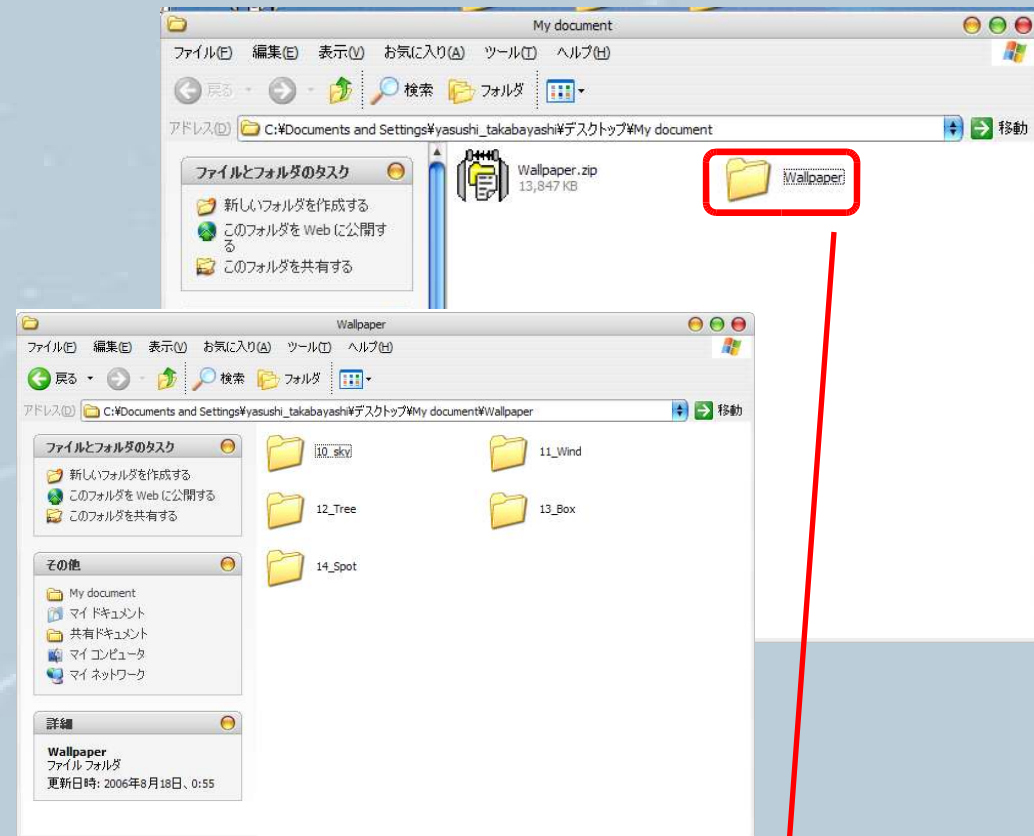 My document
ファイル(F) 編集(E) 表示(V) お気に入り(A) ツール(T) ヘルプ(H)
戻る 検索 フォルダ
アドレス(D) C:¥Documents and Settings¥yasushi_takabayashi¥デスクトップ¥My document 移動
ファイルとフォルダのタスク
新しいフォルダを作成する
このフォルダを Web に公開す
る
このフォルダを共有する
Wallpaper.zip
13,847 KB
Wallpaper
Wallpaper
ファイル(F) 編集(E) 表示(V) お気に入り(A) ツール(T) ヘルプ(H)
戻る 検索 フォルダ
アドレス(D) C:¥Documents and Settings¥yasushi_takabayashi¥デスクトップ¥My document¥Wallpaper 移動
ファイルとフォルダのタスク
新しいフォルダを作成する
このフォルダを Web に公開する
このフォルダを共有する
その他
My document
マイ ドキュメント
共有ドキュメント
マイ コンピュータ
マイ ネットワーク
詳細
Wallpaper
ファイル フォルダ
更新日時: 2006年8月18日、0:55
10_sky 11_Wind
12_Tree 13_Box
14_Spot